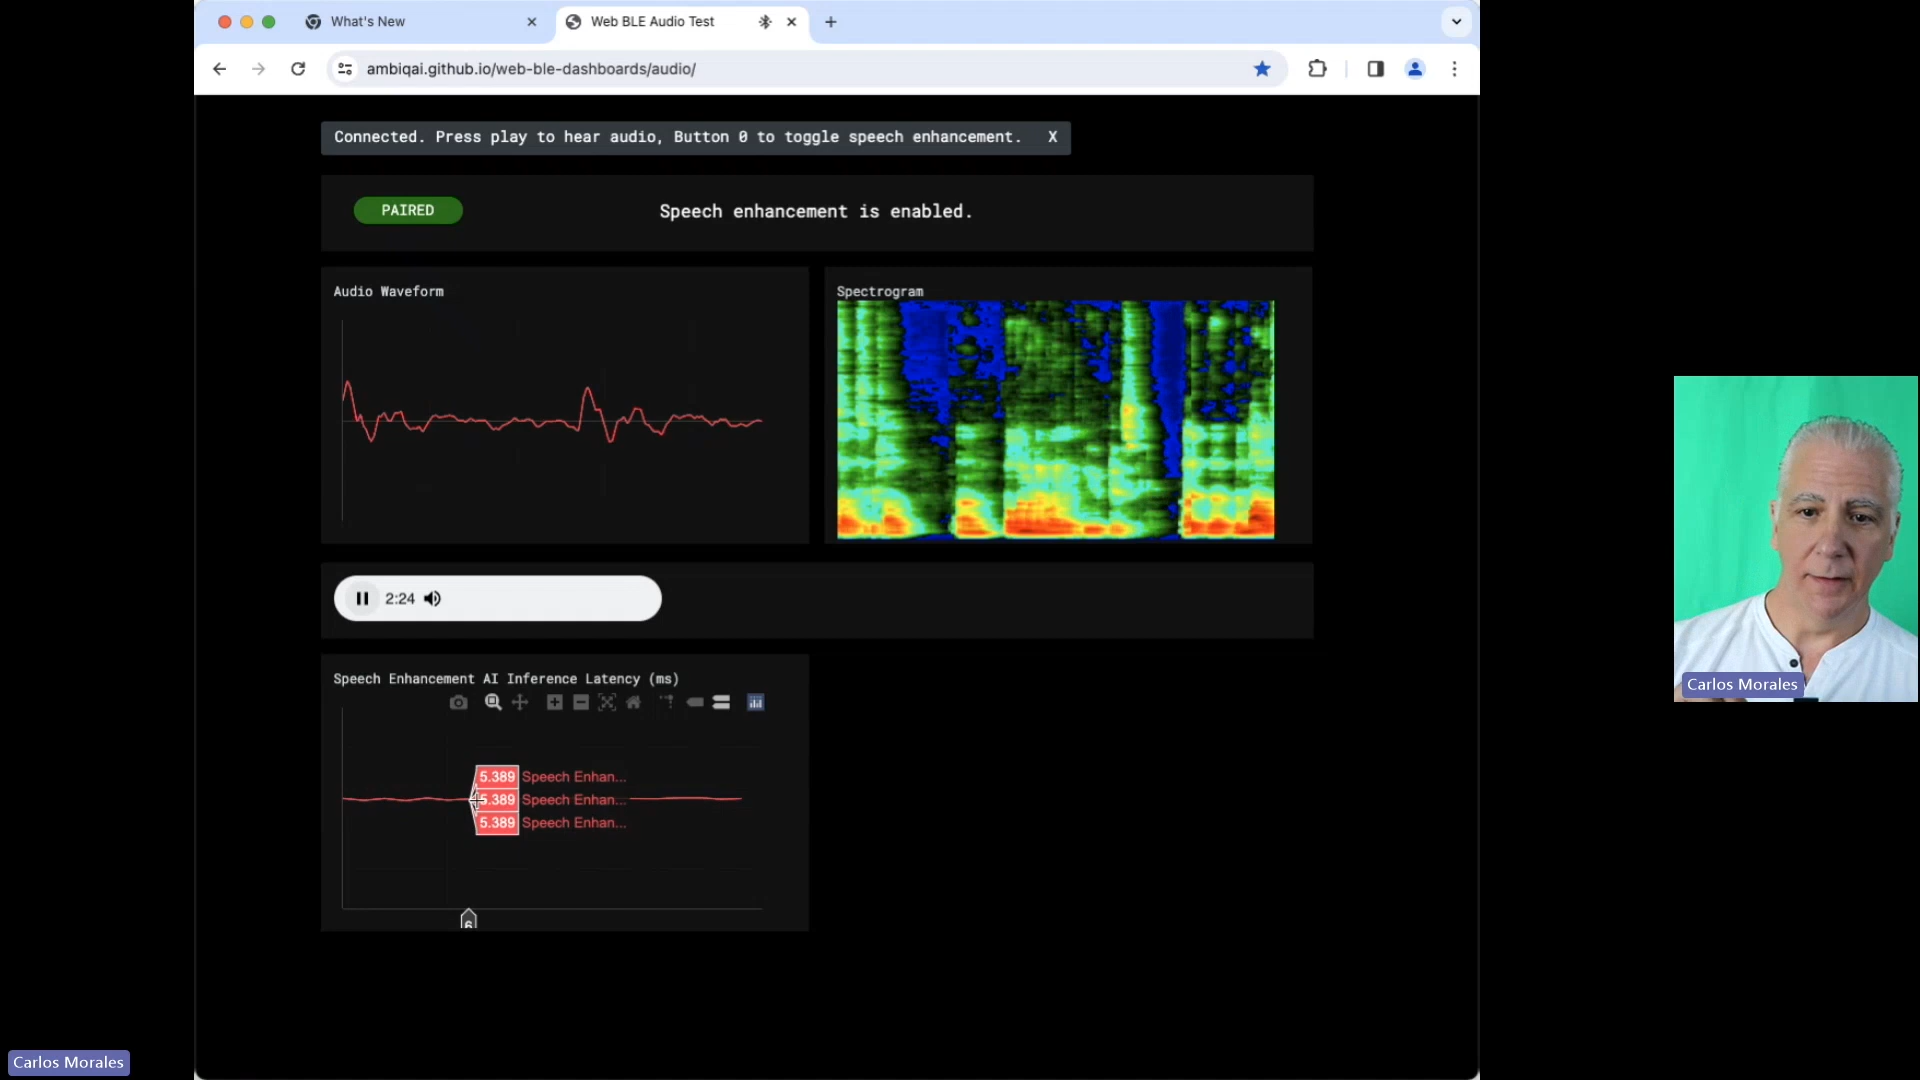 What's New
Web BLE Audio Test
ambiqai.github.io/web-ble-dashboards/audio/
Connected. Press play to hear audio, Button 0 to toggle speech enhancement. X
PAIRED
Speech enhancement is enabled.
Audio Waveform
Spectrogram
2:24
Speech Enhancement AI Inference Latency (ms)
5.389 Speech Enhan...
5.389 Speech Enhan...
5.389 Speech Enhan...
6
Carlos Morales
Carlos Morales